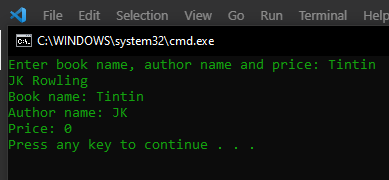 File Edit Selection View Go Run Terminal Help
C:\WINDOWS\system32\cmd.exe
Enter book name, author name and price: Tintin
JK Rowling
Book name: Tintin
Author name: JK
Price: 0
Press any key to continue . . .